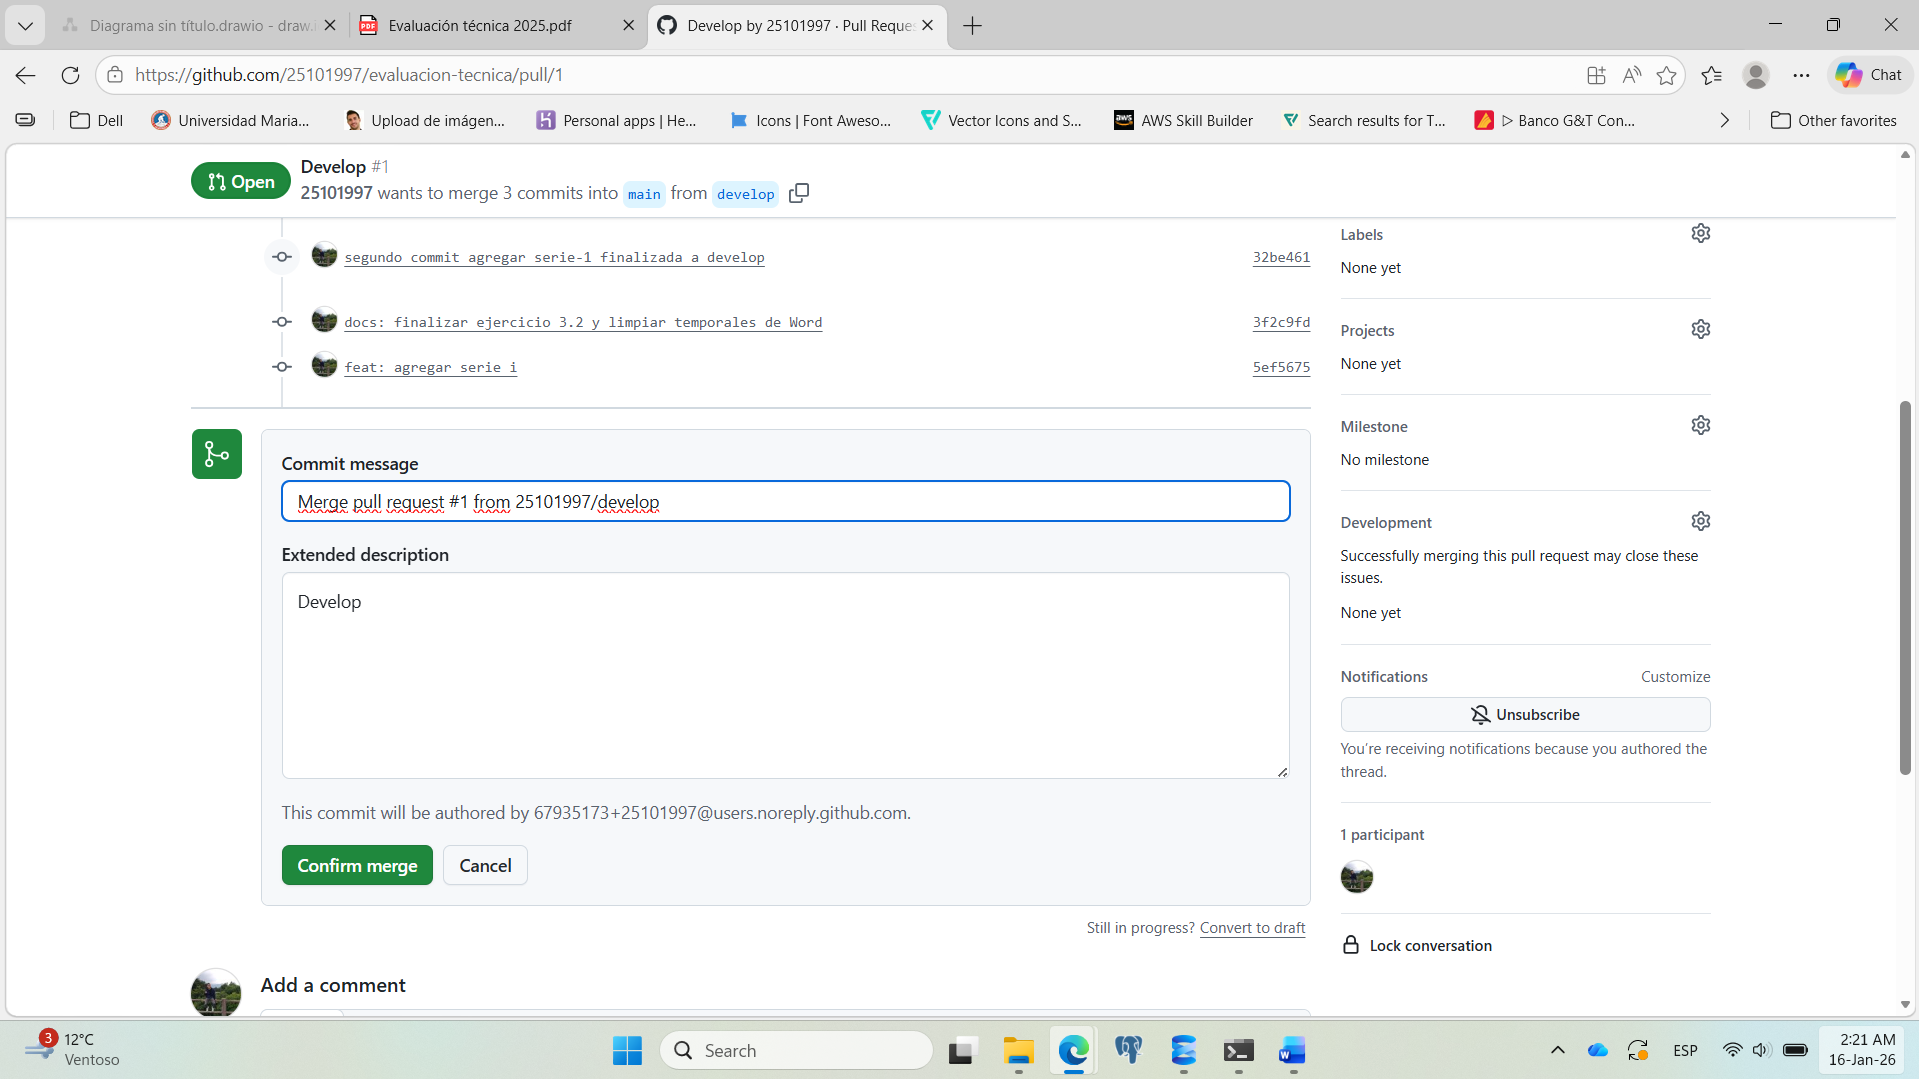 Diagrama sin título.drawio - draw.i
Evaluación técnica 2025.pdf
Develop by 25101997 · Pull Reques
https://github.com/25101997/evaluacion-tecnica/pull/1
Chat
Dell
Universidad Maria...
Upload de imágen...
Personal apps | He...
Icons | Font Aweso...
Vector Icons and S...
AWS Skill Builder
Search results for T...
▷ Banco G&T Con...
Other favorites
Open
Develop #1
25101997 wants to merge 3 commits into main from develop
segundo commit agregar serie-1 finalizada a develop
32be461
docs: finalizar ejercicio 3.2 y limpiar temporales de Word
3f2c9fd
feat: agregar serie i
5ef5675
Commit message
Merge pull request #1 from 25101997/develop
Extended description
Develop
This commit will be authored by 67935173+25101997@users.noreply.github.com.
Confirm merge
Cancel
Still in progress? Convert to draft
Add a comment
Labels
None yet
Projects
None yet
Milestone
No milestone
Development
Successfully merging this pull request may close these
issues.
None yet
Notifications
Customize
Unsubscribe
You're receiving notifications because you authored the
thread.
1 participant
Lock conversation
3
12°C
Ventoso
Search
ESP
2:21 AM
16-Jan-26